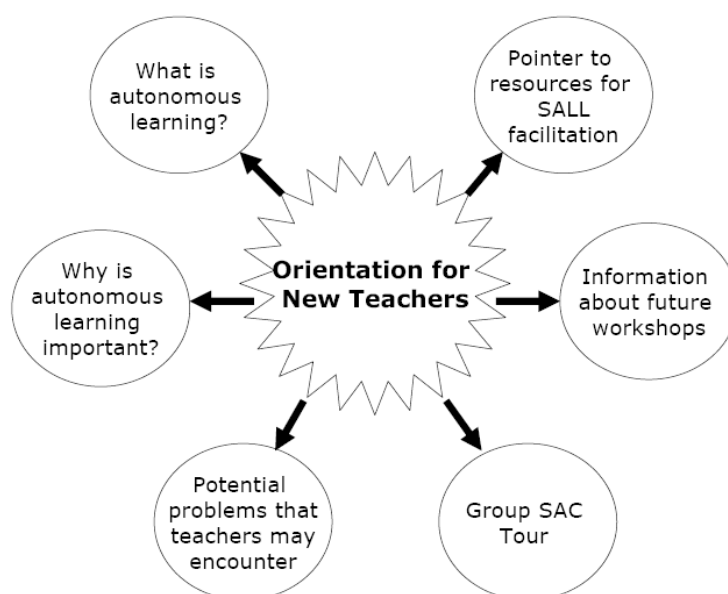 What is
autonomous
learning?
Pointer to
resources for
SALL
facilitation
Orientation for
New Teachers
Why is
autonomous
learning
important?
Information
about future
workshops
Potential
problems that
teachers may
encounter
Group SAC
Tour